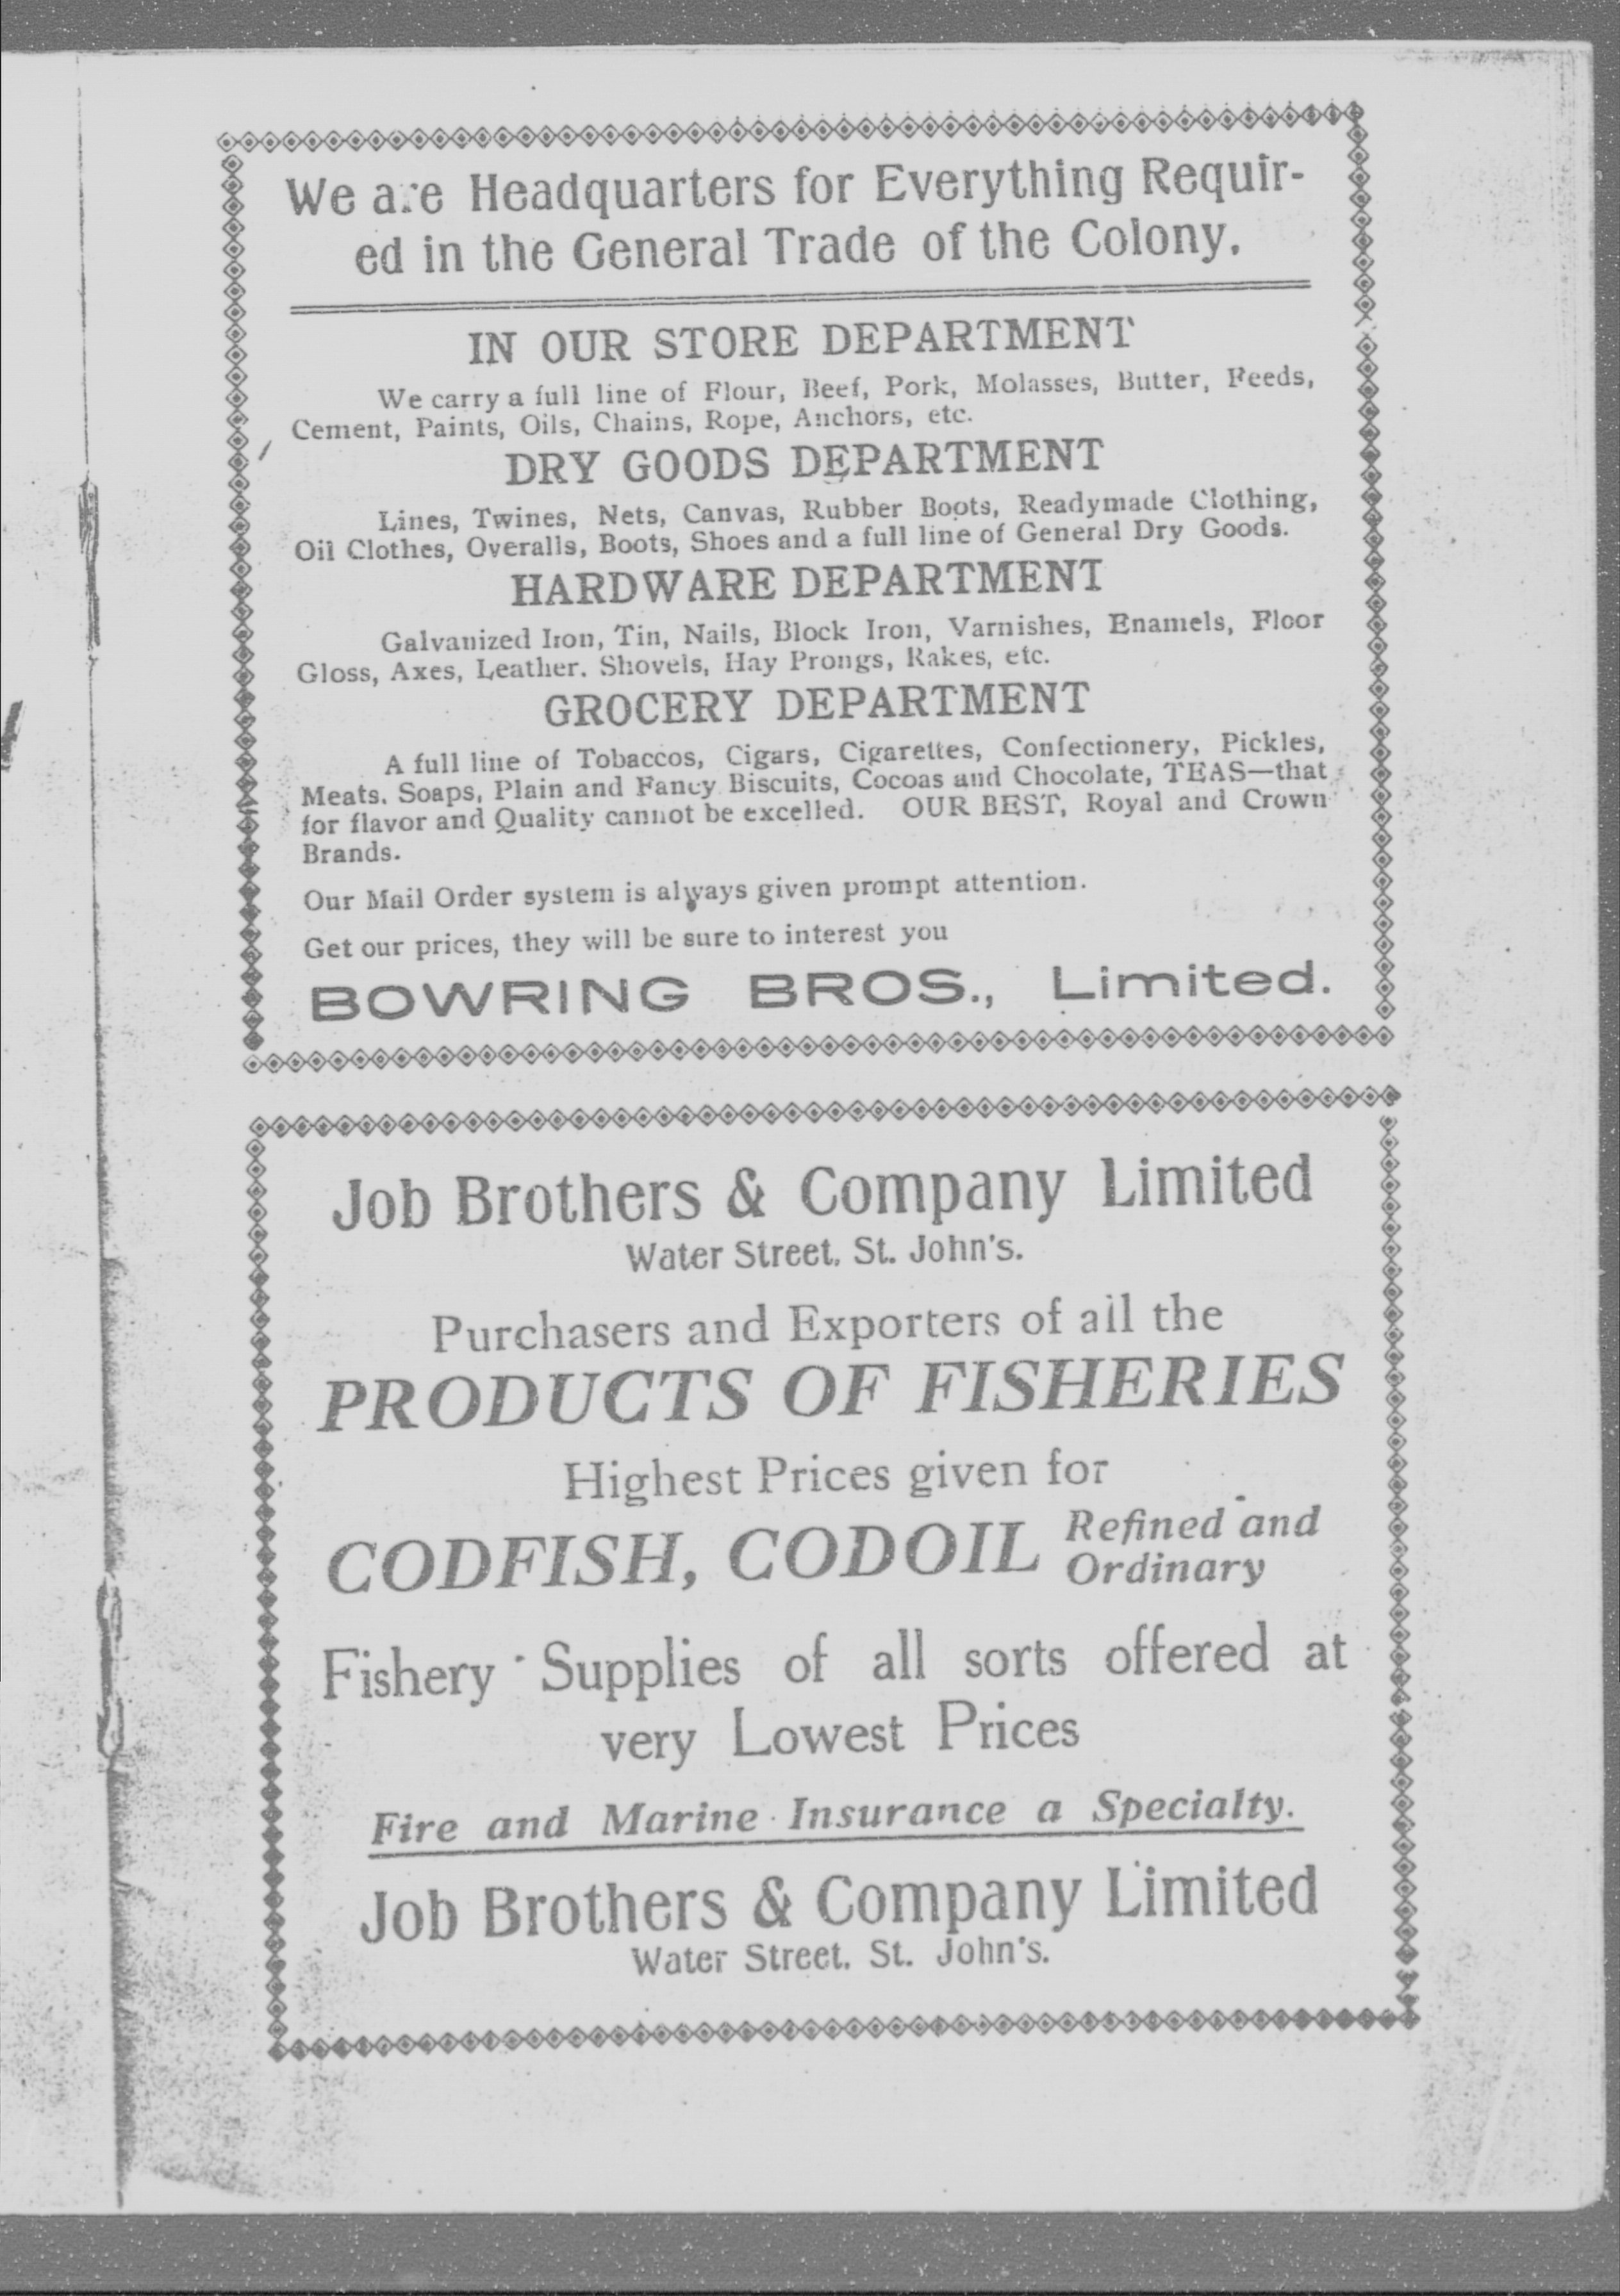 We are Headquarters for Everything Requir-
ed in the General Trade of the Colony.
IN OUR STORE DEPARTMENT
We carry a full line of Flour, Beef, Pork, Molasses, Butter, Feeds,
Cement, Paints, Oils, Chains, Rope, Anchors, etc.
DRY GOODS DEPARTMENT
Lines, Twines, Nets, Canvas, Rubber Boots, Readymade Clothing,
Oil Clothes, Overalls, Boots, Shoes and a full line of General Dry Goods.
HARDWARE DEPARTMENT
Galvanized Iron, Tin, Nails, Block Iron, Varnishes, Enamels, Floor
Gloss, Axes, Leather. Shovels, Hay Prongs, Rakes, etc.
GROCERY DEPARTMENT
A full line of Tobaccos, Cigars, Cigarettes, Confectionery, Pickles,
Meats. Soaps, Plain and Fancy Biscuits, Cocoas and Chocolate, TEAS—that
for flavor and Quality cannot be excelled. OUR BEST, Royal and Crown
Brands.
Our Mail Order system is always given prompt attention.
Get our prices, they will be sure to interest you
BOWRING BROS., Limited.
Job Brothers & Company Limited
Water Street. St. John's.
Purchasers and Exporters of all the
PRODUCTS OF FISHERIES
Highest Prices given for
CODFISH, CODOIL Refined and
Ordinary
Fishery Supplies of all sorts offered at
very Lowest Prices
Fire and Marine Insurance a Specialty.
Job Brothers & Company Limited
Water Street. St. John's.